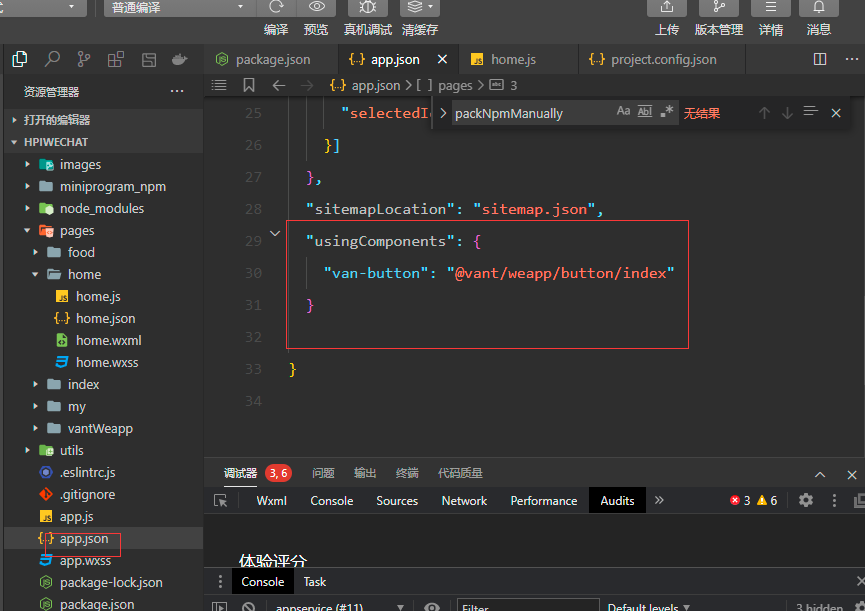 普通编译
编译 预览 真机调试 清缓存 上传 版本管理 详情 消息
package.json app.json home.js project.config.json
资源管理器
app.json > [ ] pages > 3
打开的编辑器
HPIWECHAT
images
miniprogram_npm
node_modules
pages
food
home
home.js
home.json
home.wxml
home.wxss
index
my
vantWeapp
utils
.eslintrc.js
.gitignore
app.js
app.json
app.wxss
package-lock.json
package.json
packNpmManually Aa Abl 无结果
25 "selectedIc
26 }]
27 },
28 "sitemapLocation": "sitemap.json",
29 "usingComponents": {
30 "van-button": "@vant/weapp/button/index"
31 }
32
33 }
34
调试器 3, 6 问题 输出 终端 代码质量
Wxml Console Sources Network Performance Audits » 3 6
体验评分
Console Task
appservice (#11) Filter Default levels 3 hidden